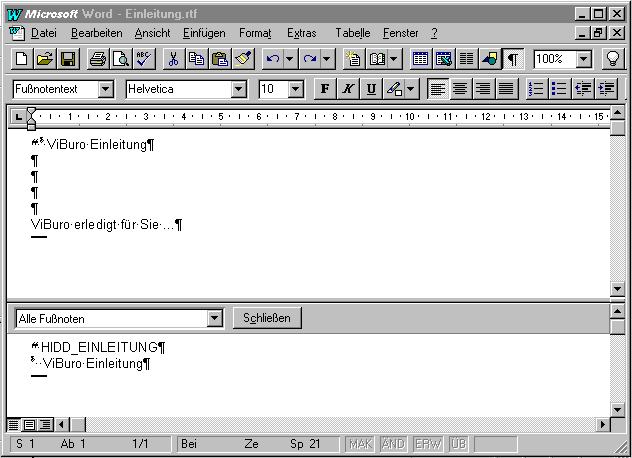 Microsoft Word - Einleitung.rtf
Datei Bearbeiten Ansicht Einfügen Format Extras Tabelle Fenster ?
ABC 100%
Fußnotentext Helvetica 10 F K U
L 1 2 3 4 5 6 7 8 9 10 11 12 13 14 15
#.$.·ViBuro·Einleitung¶
¶
¶
¶
¶
ViBuro·erledigt·für·Sie·...¶
Alle Fußnoten Schließen
#·HIDD_EINLEITUNG¶
$··ViBuro·Einleitung¶
S 1 Ab 1 1/1 Bei Ze Sp 21 MAK ÄND ERW ÜB